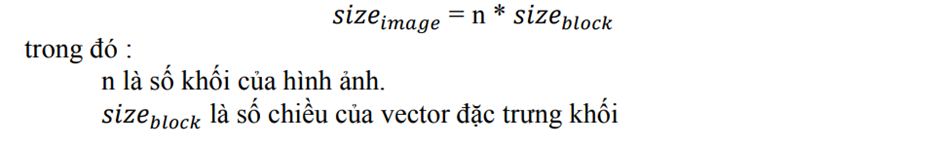 size_image = n * size_block
trong đó :
n là số khối của hình ảnh.
size_block là số chiều của vector đặc trưng khối